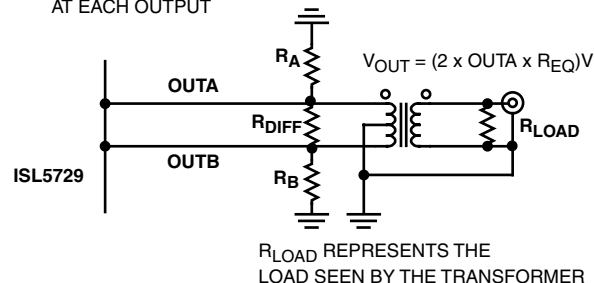 AT EACH OUTPUT
RA
VOUT = (2 x OUTA x REQ)V
OUTA
RDIFF
RLOAD
OUTB
ISL5729
RB
RLOAD REPRESENTS THE
LOAD SEEN BY THE TRANSFORMER